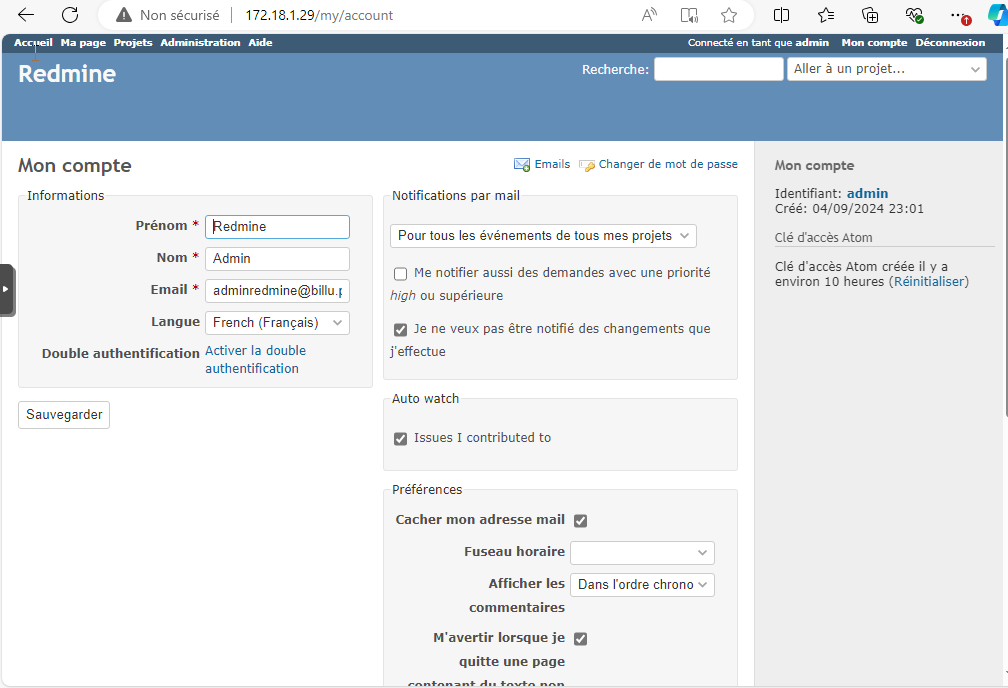 Non sécurisé 172.18.1.29/my/account
Accueil Ma page Projets Administration Aide Connecté en tant que admin Mon compte Déconnexion
Redmine Recherche: Aller à un projet...
Mon compte
Emails Changer de mot de passe
Informations
Prénom * Redmine
Nom * Admin
Email * adminredmine@billu.
Langue French (Français)
Double authentification Activer la double
authentification
Sauvegarder
Notifications par mail
Pour tous les événements de tous mes projets
Me notifier aussi des demandes avec une priorité
high ou supérieure
Je ne veux pas être notifié des changements que
j'effectue
Auto watch
Issues I contributed to
Préférences
Cacher mon adresse mail
Fuseau horaire
Afficher les Dans l'ordre chrono
commentaires
M'avertir lorsque je
quitte une page
contenant du texte non
Mon compte
Identifiant: admin
Créé: 04/09/2024 23:01
Clé d'accès Atom
Clé d'accès Atom créée il y a
environ 10 heures (Réinitialiser)